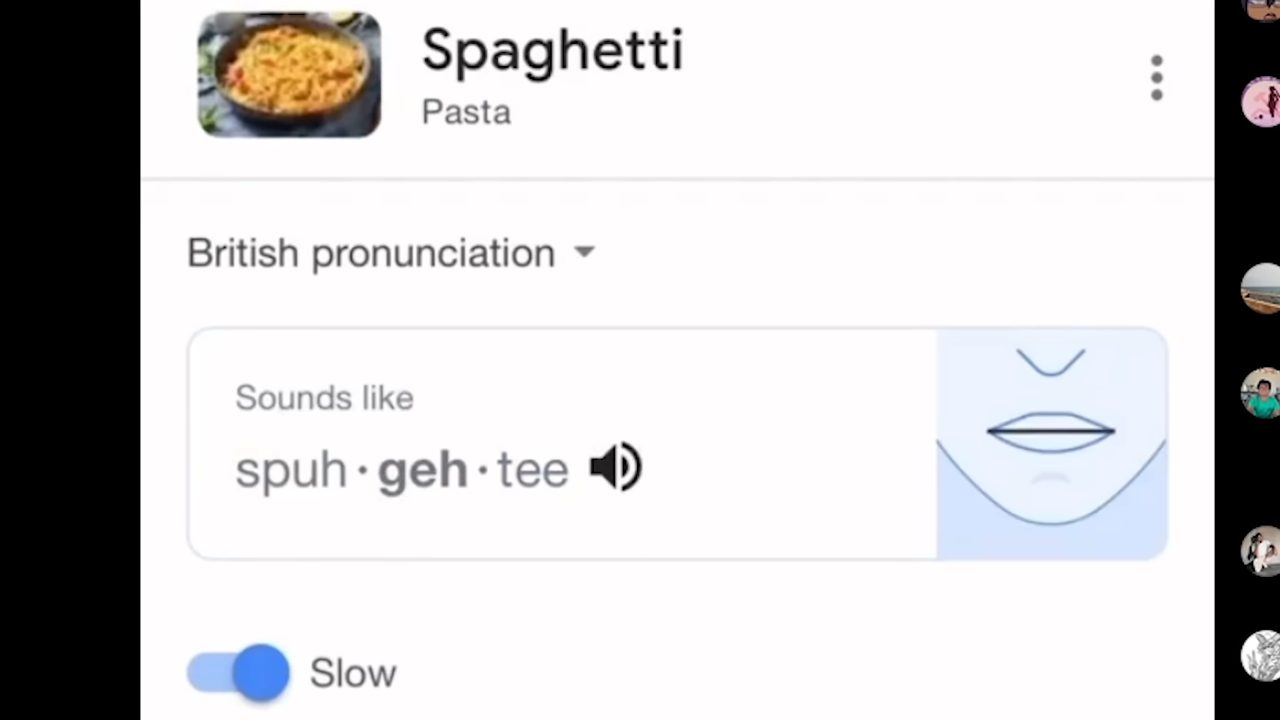 Spaghetti
Pasta
British pronunciation
Sounds like
spuh · geh · tee
Slow